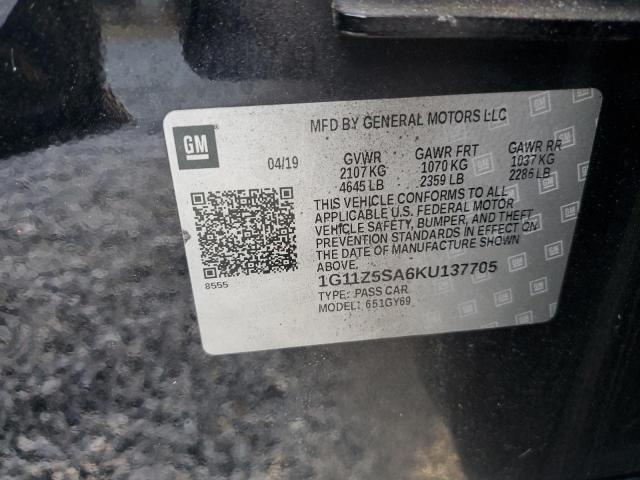 MFD BY GENERAL MOTORS LLC
GM
04/19
GVWR GAWR FRT GAWR RR
2107 KG 1070 KG 1037 KG
4645 LB 2359 LB 2286 LB
THIS VEHICLE CONFORMS TO ALL
APPLICABLE U.S. FEDERAL MOTOR
VEHICLE SAFETY, BUMPER, AND THEFT
PREVENTION STANDARDS IN EFFECT ON
THE DATE OF MANUFACTURE SHOWN
ABOVE.
1G11Z5SA6KU137705
TYPE: PASS CAR
MODEL: 651GY69
8555